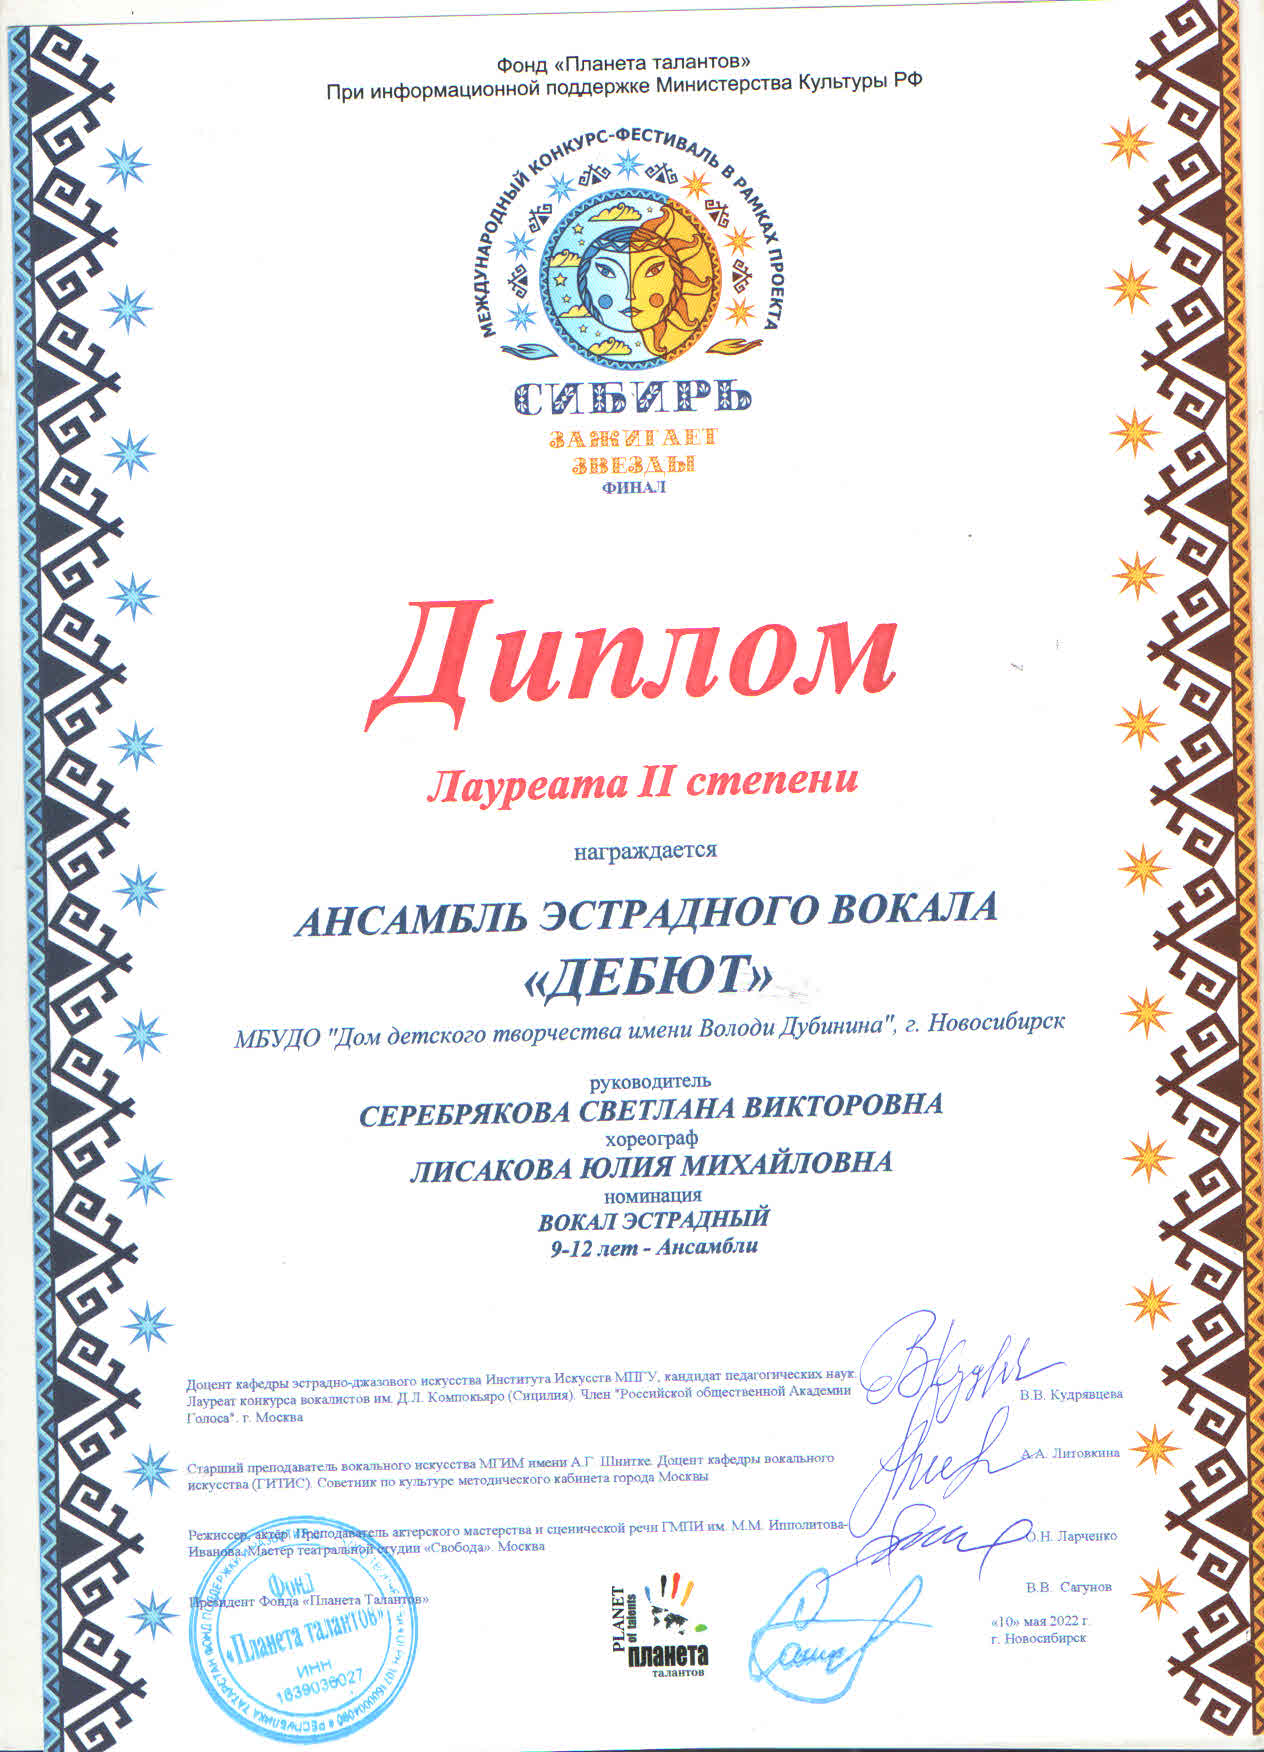 Фонд «Планета талантов»
При информационной поддержке Министерства Культуры РФ
МЕЖДУНАРОДНЫЙ КОНКУРС-ФЕСТИВАЛЬ В РАМКАХ ПРОЕКТА
СИБИРЬ
ЗАЖИГАЕТ
ЗВЕЗДЫ
ФИНАЛ
Диплом
Лауреата II степени
награждается
АНСАМБЛЬ ЭСТРАДНОГО ВОКАЛА
«ДЕБЮТ»
МБУДО "Дом детского творчества имени Володи Дубинина", г. Новосибирск
руководитель
СЕРЕБРЯКОВА СВЕТЛАНА ВИКТОРОВНА
хореограф
ЛИСАКОВА ЮЛИЯ МИХАЙЛОВНА
номинация
ВОКАЛ ЭСТРАДНЫЙ
9-12 лет - Ансамбли
Доцент кафедры эстрадно-джазового искусства Института Искусств МПГУ, кандидат педагогических наук.
Лауреат конкурса вокалистов им. Д.Л. Компокьяро (Сицилия). Член "Российской общественной Академии
Голоса". г. Москва
В.В. Кудрявцева
Старший преподаватель вокального искусства МГИМ имени А.Г. Шнитке. Доцент кафедры вокального
искусства (ГИТИС). Советник по культуре методического кабинета города Москвы
А.А. Литовкина
Режиссер, актёр. Преподаватель актерского мастерства и сценической речи ГМПИ им. М.М. Ипполитова-
Иванова. Мастер театральной студии «Свобода». Москва
О.Н. Ларченко
Президент Фонда «Планета Талантов»
В.В. Сагунов
Фонд
«Планета талантов»
ИНН
1639036027
РЕСПУБЛИКА ТАТАРСТАН
PLANET
of talents
планета
талантов
«10» мая 2022 г.
г. Новосибирск